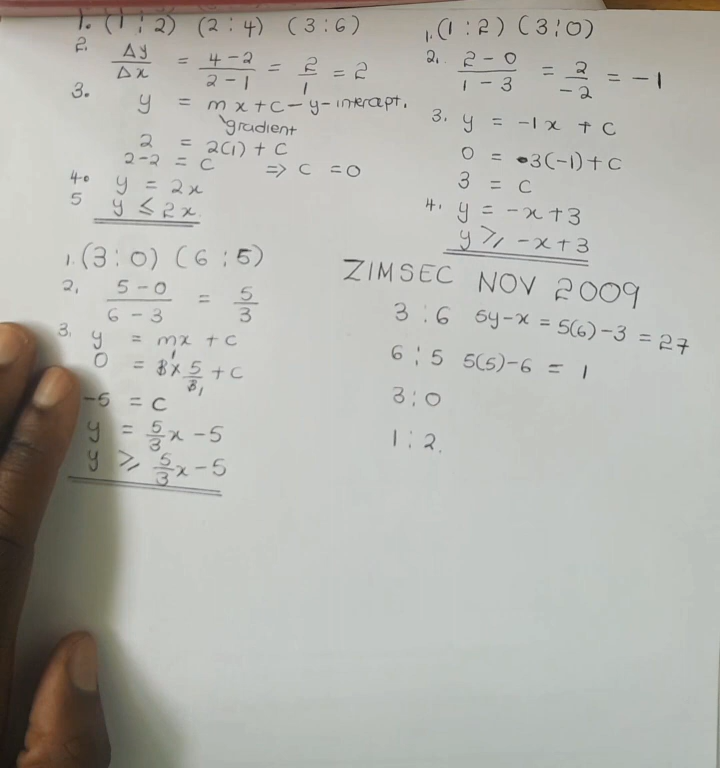 1. (1 : 2) (2 : 4) (3 : 6)
2. Δy/Δx = 4-2/2-1 = 2/1 = 2
3. y = mx+c - y-intercept.
gradient
2 = 2(1) + c
2-2 = c ⇒ c = 0
4. y = 2x
5 y ≤ 2x.
1. (1 : 2) (3 : 0)
2. 2-0/1-3 = 2/-2 = -1
3. y = -1x + c
0 = 3(-1)+c
3 = c
4. y = -x+3
y ≥ -x+3
1. (3 : 0) (6 : 5)
2. 5-0/6-3 = 5/3
3. y = mx + c
0 = 3 1 x 5/3 1 + c
-5 = c
y = 5/3 x - 5
y ≥ 5/3 x - 5
ZIMSEC NOV 2009
3 : 6 5y-x = 5(6)-3 = 27
6 : 5 5(5)-6 = 1
3 : 0
1 : 2.